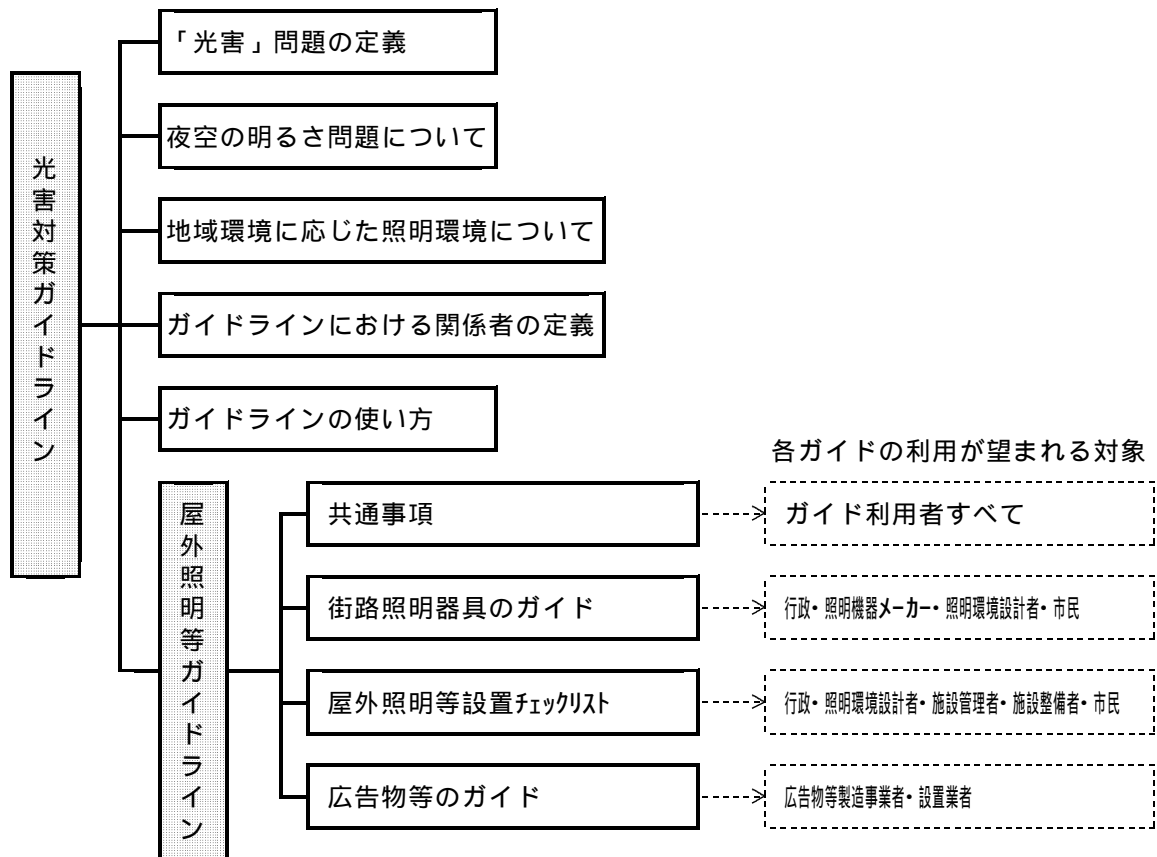 光害対策ガイドライン
「光害」問題の定義
夜空の明るさ問題について
地域環境に応じた照明環境について
ガイドラインにおける関係者の定義
ガイドラインの使い方
屋外照明等ガイドライン
各ガイドの利用が望まれる対象
共通事項
ガイド利用者すべて
街路照明器具のガイド
行政・照明機器メーカー・照明環境設計者・市民
屋外照明等設置チェックリスト
行政・照明環境設計者・施設管理者・施設整備者・市民
広告物等のガイド
広告物等製造事業者・設置業者